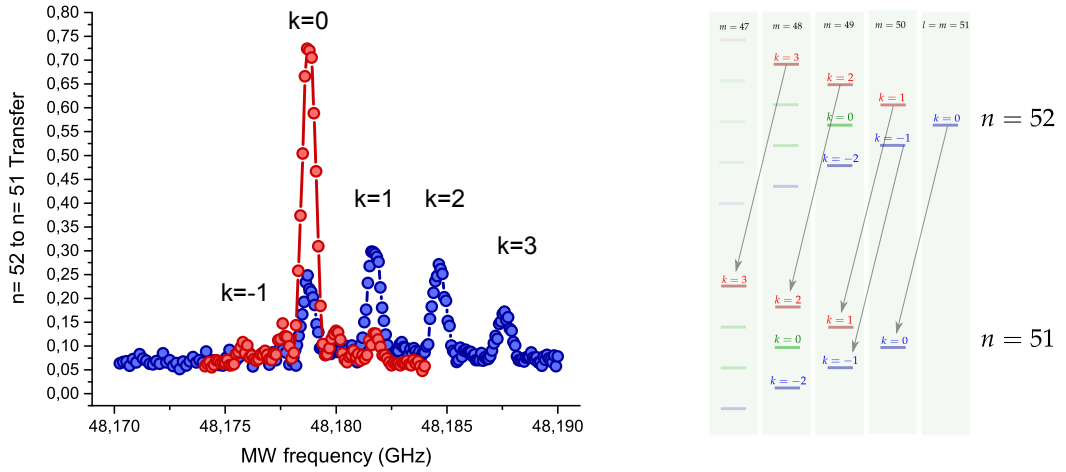 0,80
0,75
0,70
0,65
0,60
0,55
0,50
0,45
0,40
0,35
0,30
0,25
0,20
0,15
0,10
0,05
0,00
n= 52 to n= 51 Transfer
k=0
k=1
k=2
k=3
k=-1
48,170
48,175
48,180
48,185
48,190
MW frequency (GHz)
m = 47
m = 48
m = 49
m = 50
l = m = 51
k = 3
k = 2
k = 1
k = 0
k = 0
k = −1
k = −2
n = 52
k = 3
k = 2
k = 1
k = 0
k = 0
k = −1
k = −2
n = 51